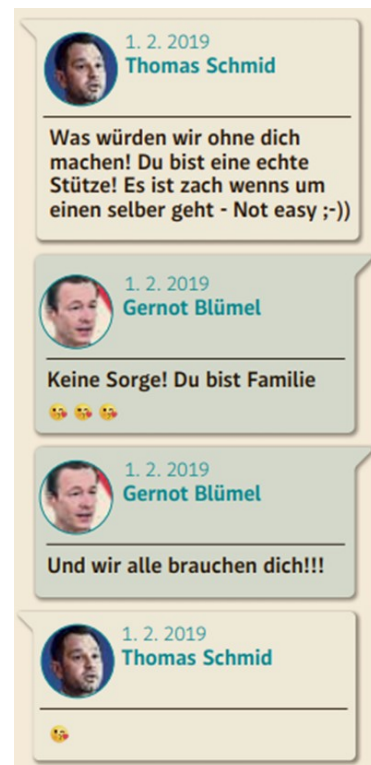 1. 2. 2019
Thomas Schmid
Was würden wir ohne dich
machen! Du bist eine echte
Stütze! Es ist zach wenns um
einen selber geht - Not easy ;-))
1. 2. 2019
Gernot Blümel
Keine Sorge! Du bist Familie
😘 😘 😘
1. 2. 2019
Gernot Blümel
Und wir alle brauchen dich!!!
1. 2. 2019
Thomas Schmid
😘